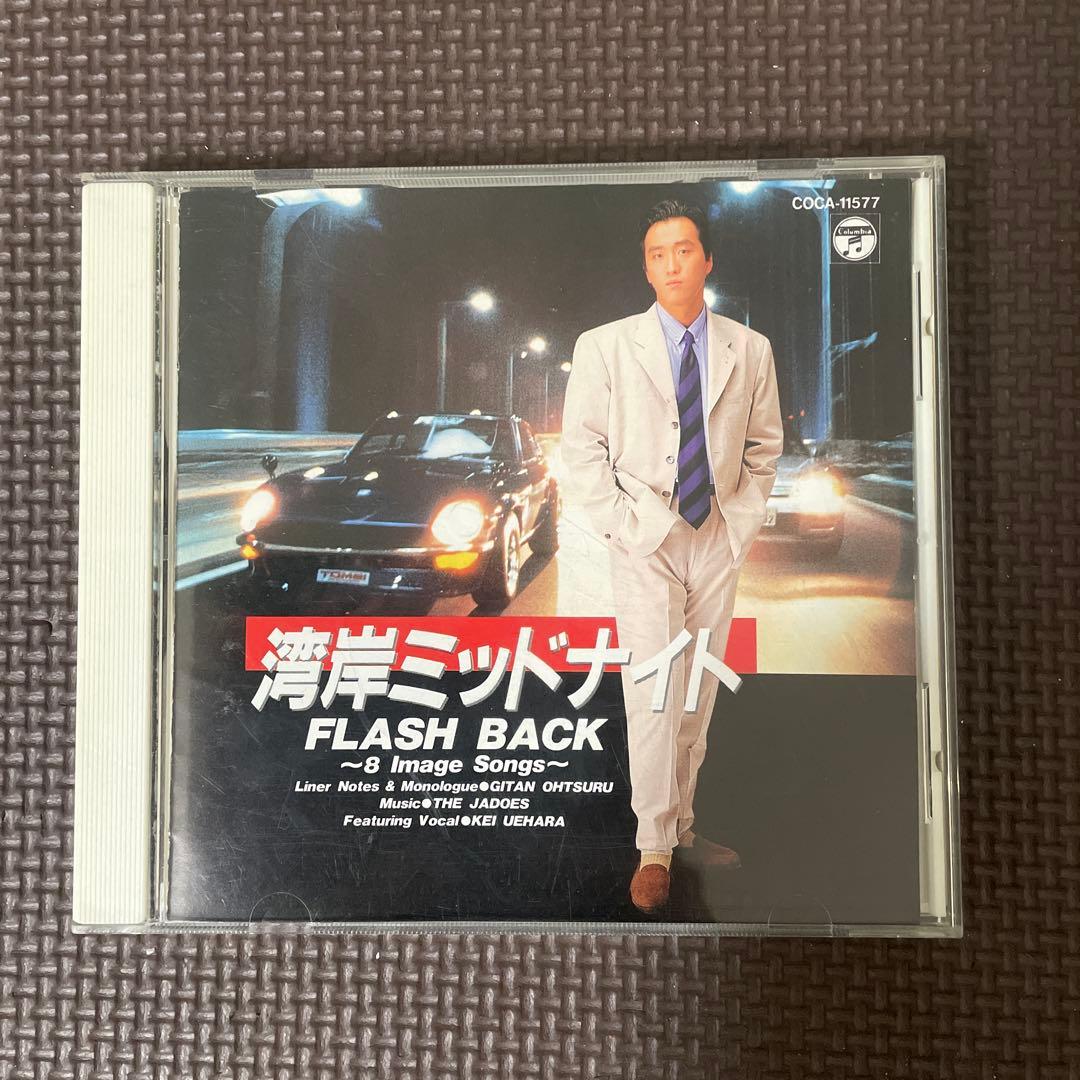 COCA-11577
Columbia
TOMEI
湾岸ミッドナイト
FLASH BACK
~8 Image Songs~
Liner Notes & Monologue●GITAN OHTSURU
Music●THE JADOES
Featuring Vocal●KEI UEHARA